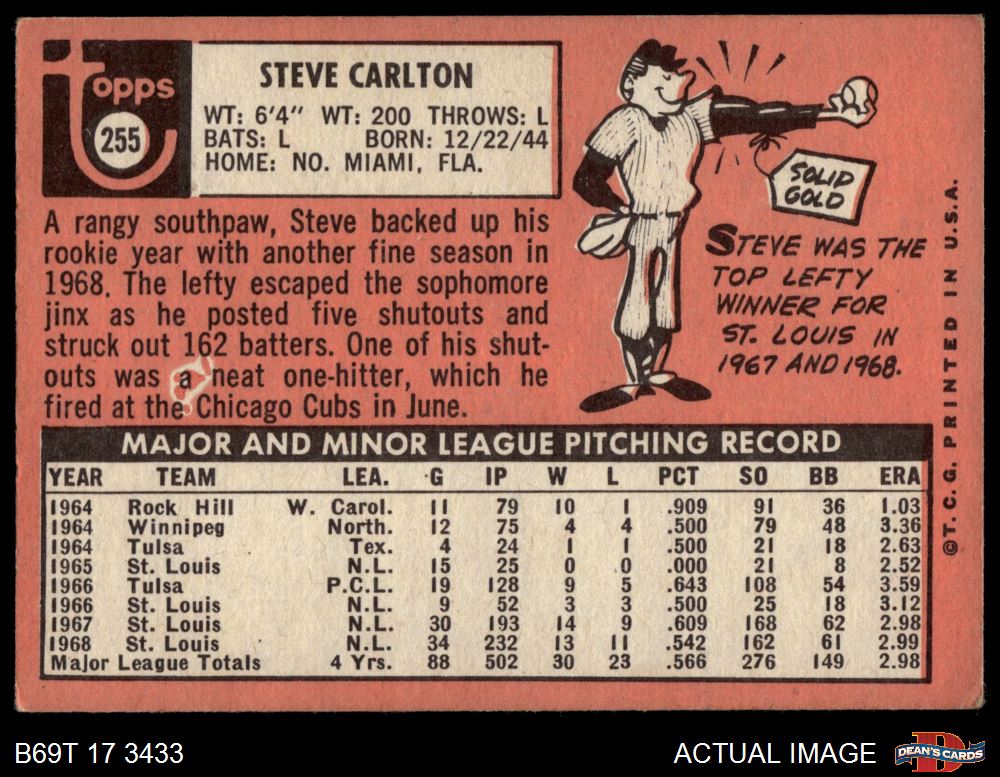 Topps
255
STEVE CARLTON
WT: 6'4" WT: 200 THROWS: L
BATS: L BORN: 12/22/44
HOME: NO. MIAMI, FLA.
A rangy southpaw, Steve backed up his
rookie year with another fine season in
1968. The lefty escaped the sophomore
jinx as he posted five shutouts and
struck out 162 batters. One of his shut-
outs was a neat one-hitter, which he
fired at the Chicago Cubs in June.
SOLID
GOLD
STEVE WAS THE
TOP LEFTY
WINNER FOR
ST. LOUIS IN
1967 AND 1968.
©T. C. G. PRINTED IN U.S.A.
MAJOR AND MINOR LEAGUE PITCHING RECORD
YEAR TEAM LEA. G IP W L PCT SO BB ERA
1964 Rock Hill W. Carol. 11 79 10 1 .909 91 36 1.03
1964 Winnipeg North. 12 75 4 4 .500 79 48 3.36
1964 Tulsa Tex. 4 24 1 1 .500 21 18 2.63
1965 St. Louis N.L. 15 25 0 0 .000 21 8 2.52
1966 Tulsa P.C.L. 19 128 9 5 .643 108 54 3.59
1966 St. Louis N.L. 9 52 3 3 .500 25 18 3.12
1967 St. Louis N.L. 30 193 14 9 .609 168 62 2.98
1968 St. Louis N.L. 34 232 13 11 .542 162 61 2.99
Major League Totals 4 Yrs. 88 502 30 23 .566 276 149 2.98
B69T 17 3433 ACTUAL IMAGE
D
DEAN'S CARDS